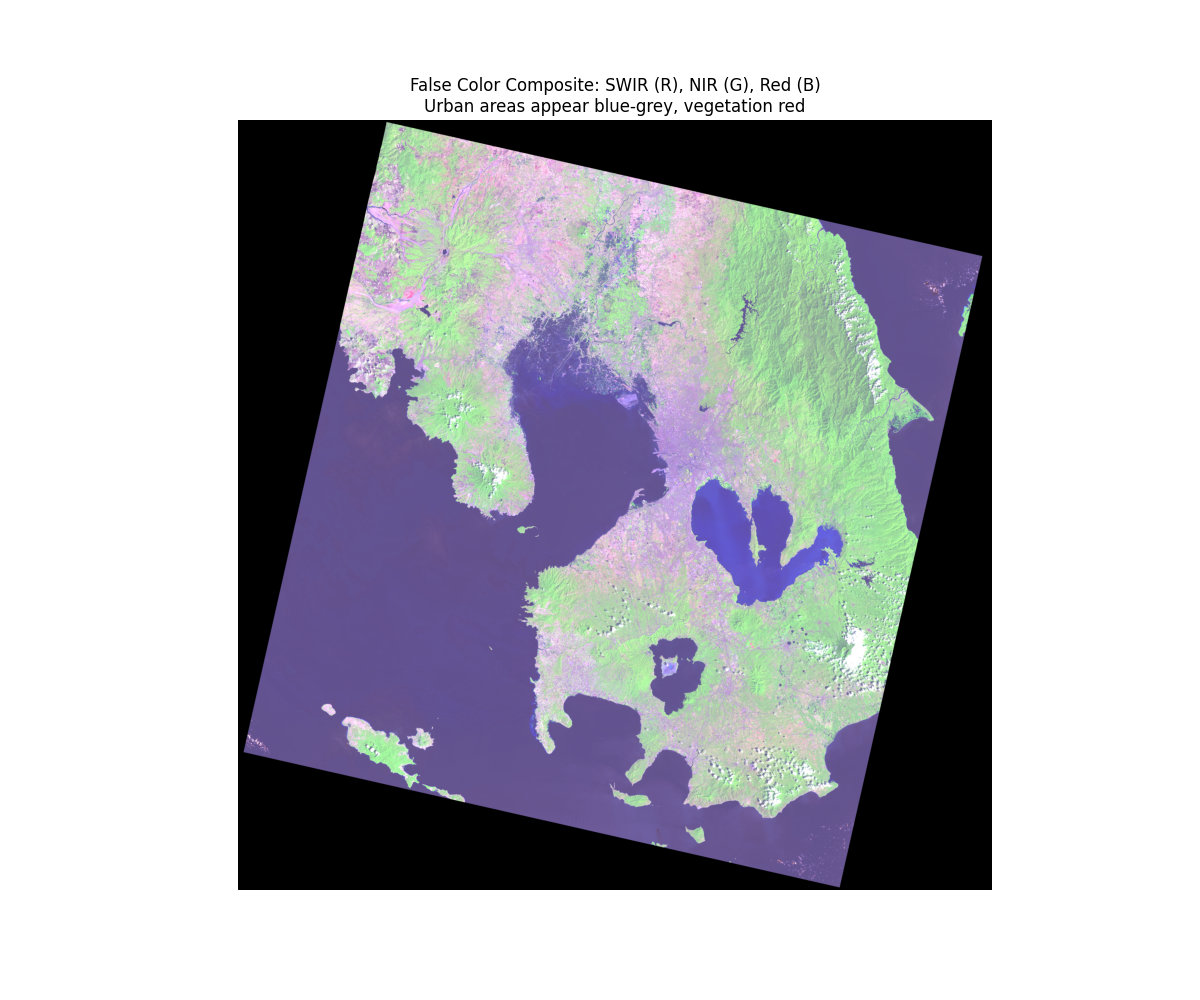 False Color Composite: SWIR (R), NIR (G), Red (B)
Urban areas appear blue-grey, vegetation red